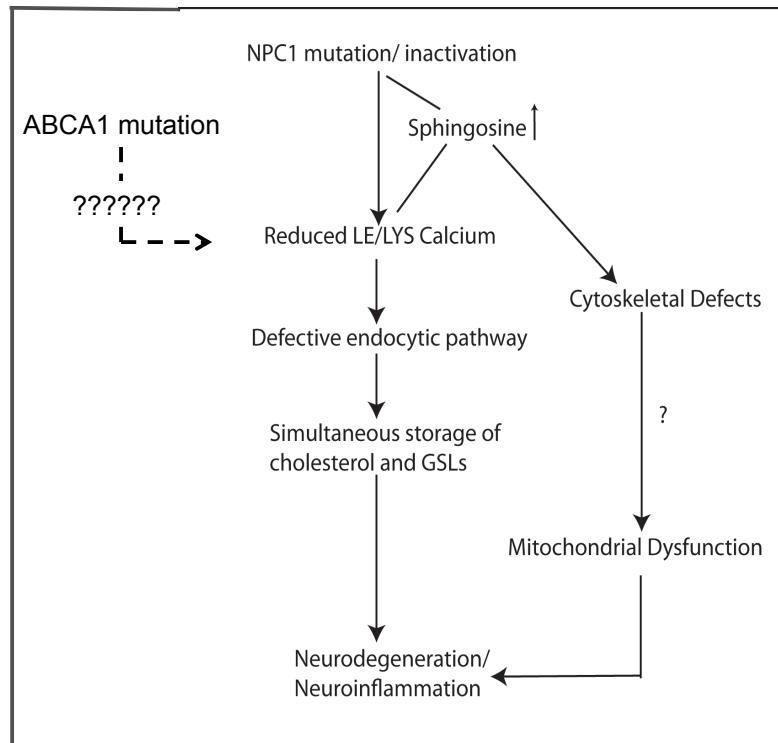 NPC1 mutation/ inactivation
ABCA1 mutation
Sphingosine
??????
Reduced LE/LYS Calcium
Cytoskeletal Defects
Defective endocytic pathway
?
Simultaneous storage of
cholesterol and GSLs
Mitochondrial Dysfunction
Neurodegeneration/
Neuroinflammation